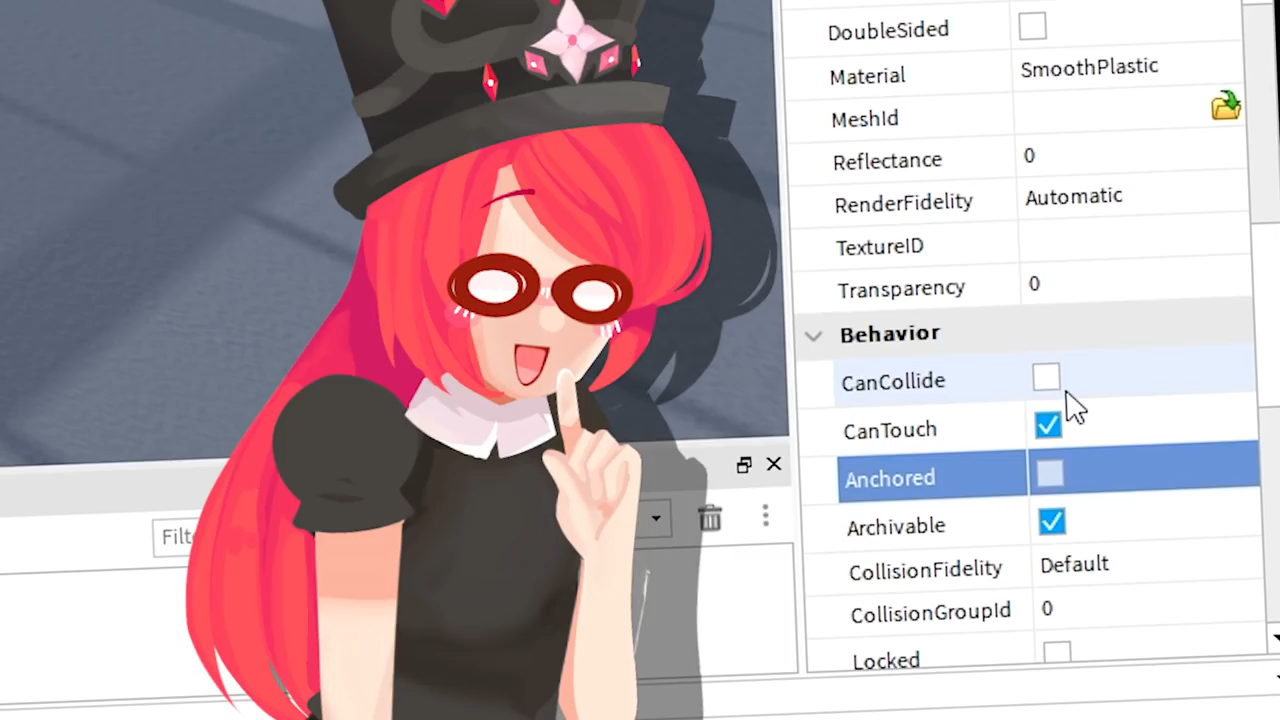 DoubleSided
Material SmoothPlastic
MeshId
Reflectance 0
RenderFidelity Automatic
TextureID
Transparency 0
Behavior
CanCollide
CanTouch
Anchored
Archivable
CollisionFidelity Default
CollisionGroupId 0
Locked
Filt